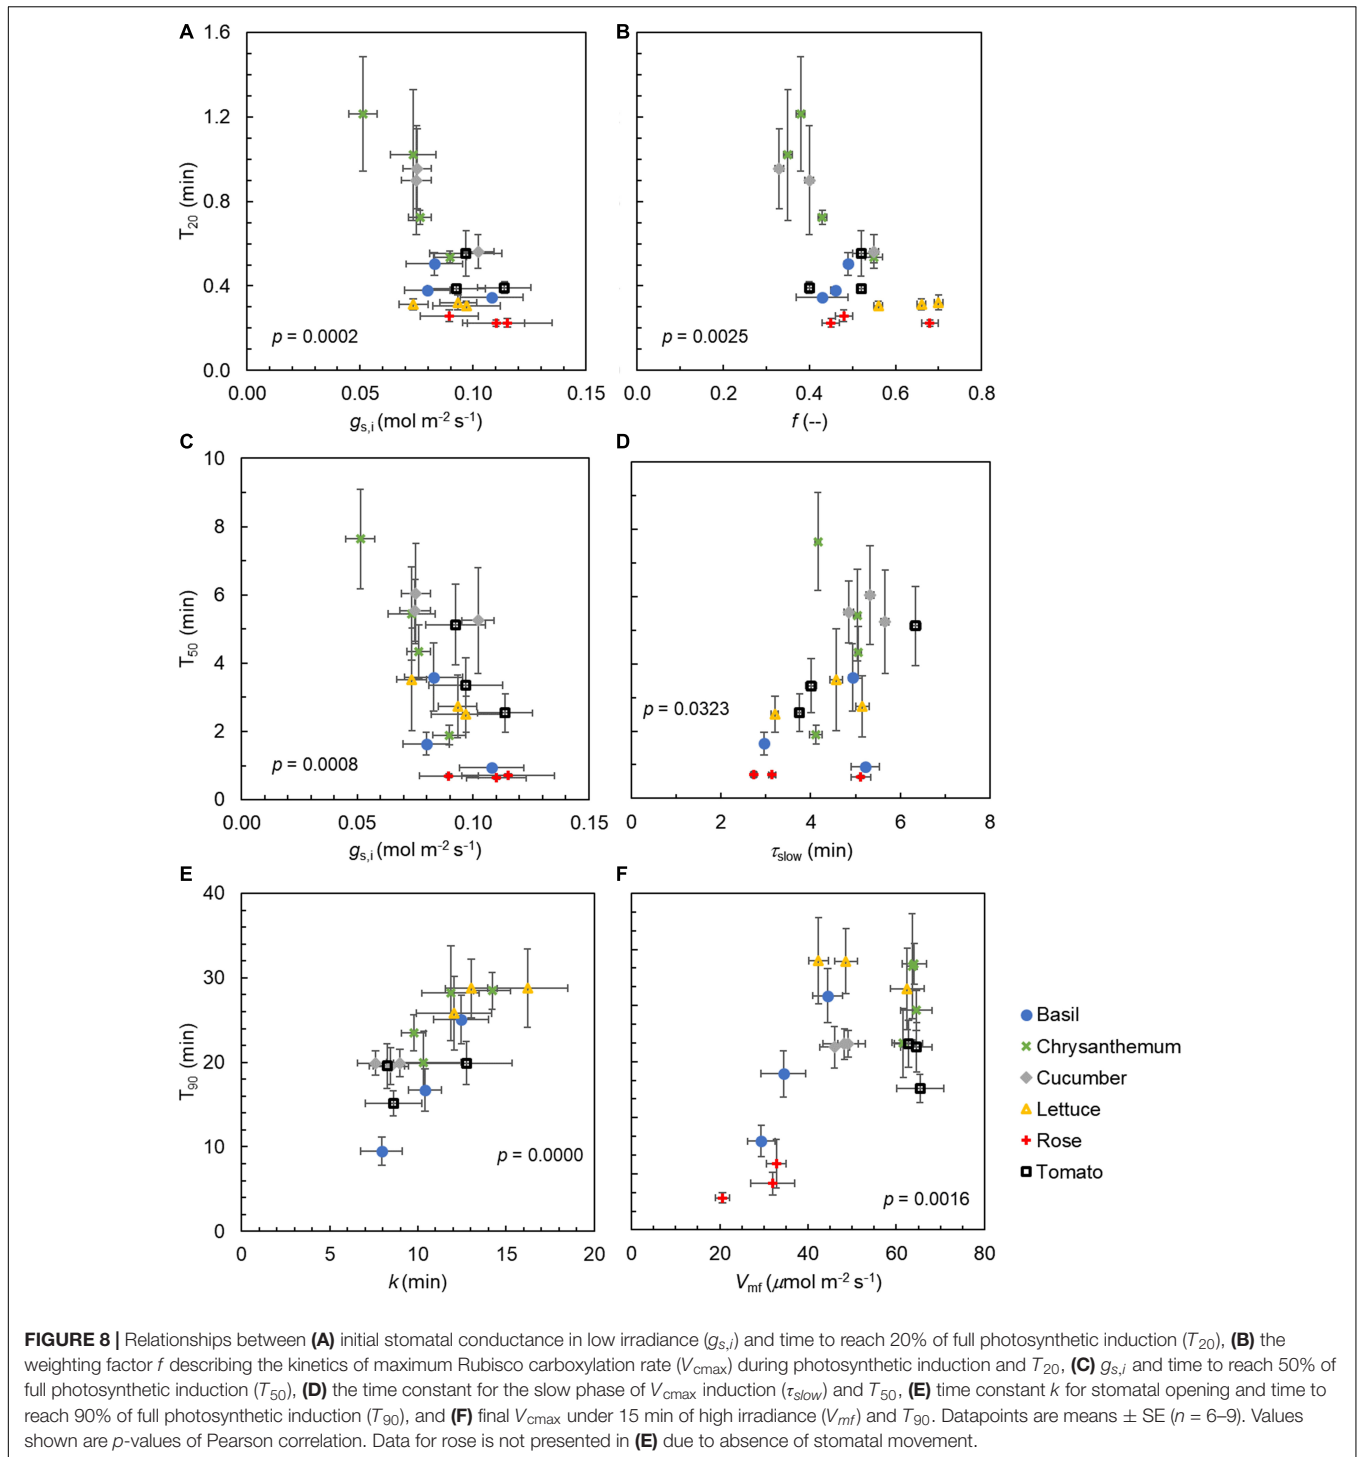 A
B
1.6
1.2
0.8
0.4
0.0
T20 (min)
p = 0.0002
p = 0.0025
0.00 0.05 0.10 0.15
0.0 0.2 0.4 0.6 0.8
gs,i (mol m-2 s-1)
f (--)
C
D
10
8
6
4
2
0
T50 (min)
p = 0.0008
p = 0.0323
0.00 0.05 0.10 0.15
0 2 4 6 8
gs,i (mol m-2 s-1)
τslow (min)
E
F
40
30
20
10
0
T90 (min)
p = 0.0000
p = 0.0016
0 5 10 15 20
0 20 40 60 80
k (min)
Vmf (μmol m-2 s-1)
Basil
Chrysanthemum
Cucumber
Lettuce
Rose
Tomato
FIGURE 8 | Relationships between (A) initial stomatal conductance in low irradiance (gs,i) and time to reach 20% of full photosynthetic induction (T20), (B) the
weighting factor f describing the kinetics of maximum Rubisco carboxylation rate (Vcmax) during photosynthetic induction and T20, (C) gs,i and time to reach 50% of
full photosynthetic induction (T50), (D) the time constant for the slow phase of Vcmax induction (τslow) and T50, (E) time constant k for stomatal opening and time to
reach 90% of full photosynthetic induction (T90), and (F) final Vcmax under 15 min of high irradiance (Vmf) and T90. Datapoints are means ± SE (n = 6–9). Values
shown are p-values of Pearson correlation. Data for rose is not presented in (E) due to absence of stomatal movement.